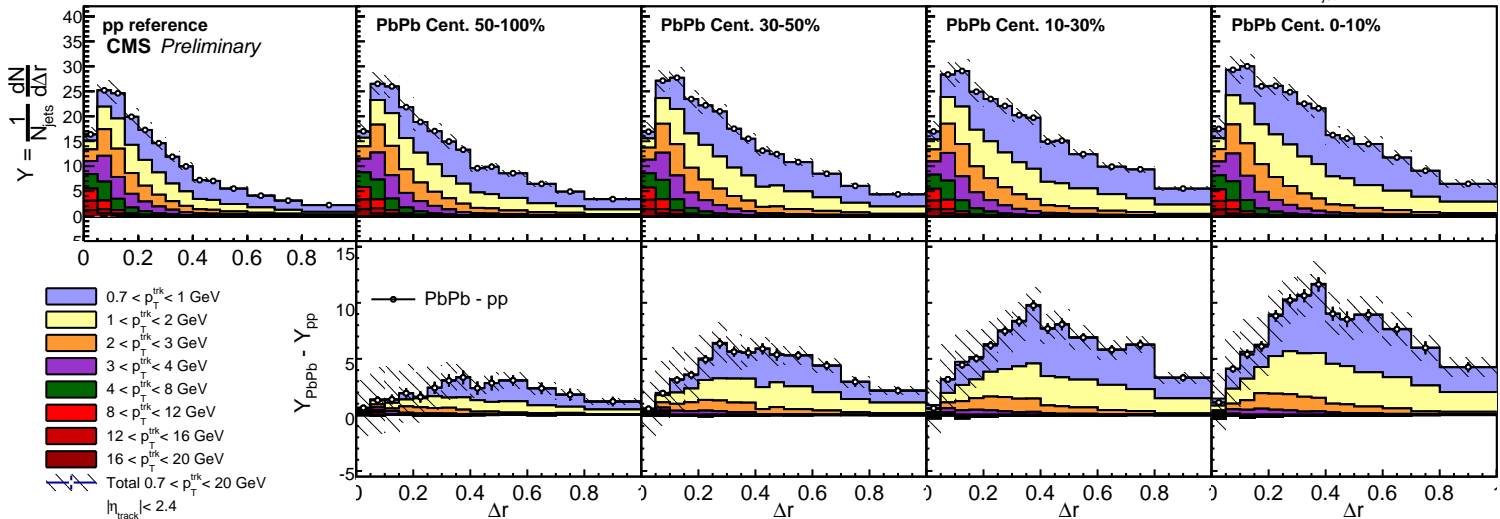 pp reference
CMS Preliminary
PbPb Cent. 50-100%
PbPb Cent. 30-50%
PbPb Cent. 10-30%
PbPb Cent. 0-10%
Y = 1/N_jets dN/dΔr
40
35
30
25
20
15
10
5
0
5
0 0.2 0.4 0.6 0.8
0.7 < p_T^trk < 1 GeV
1 < p_T^trk < 2 GeV
2 < p_T^trk < 3 GeV
3 < p_T^trk < 4 GeV
4 < p_T^trk < 8 GeV
8 < p_T^trk < 12 GeV
12 < p_T^trk < 16 GeV
16 < p_T^trk < 20 GeV
Total 0.7 < p_T^trk < 20 GeV
|η_track| < 2.4
Y_PbPb - Y_pp
15
10
5
0
-5
PbPb - pp
0 0.2 0.4 0.6 0.8
0.2 0.4 0.6 0.8
0.2 0.4 0.6 0.8
0.2 0.4 0.6 0.8 1
Δr
Δr
Δr
Δr